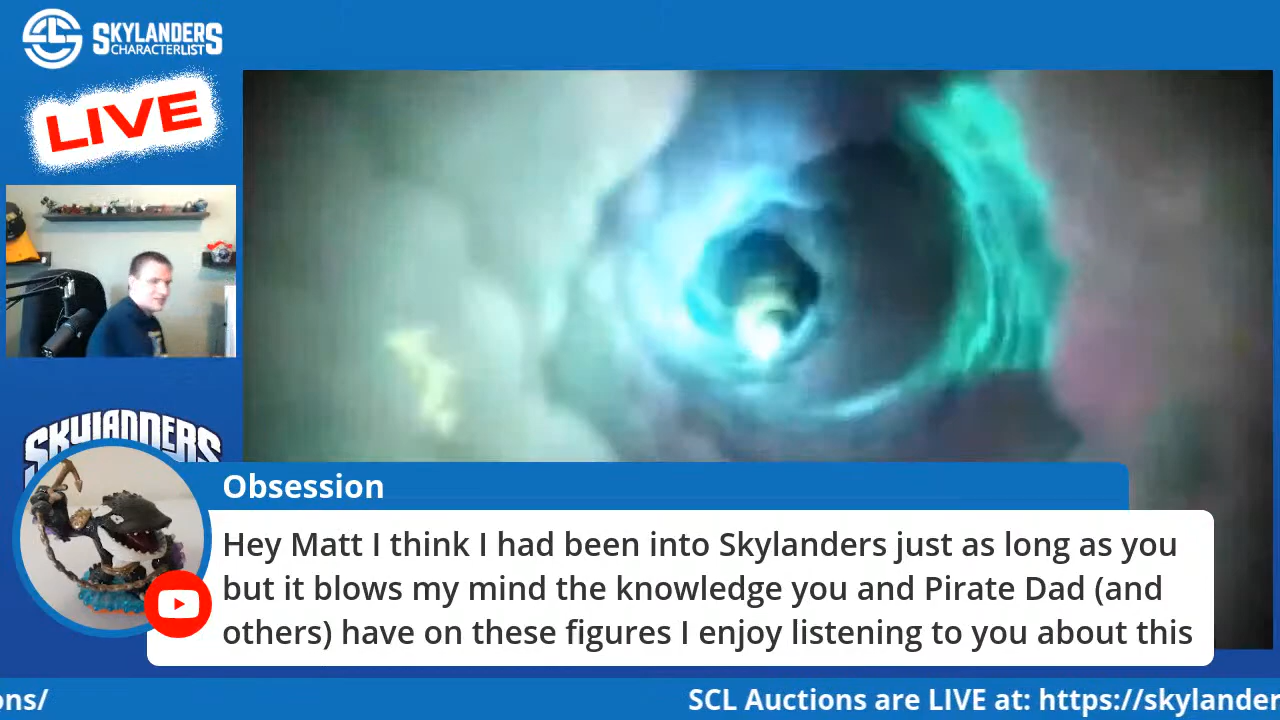 SKYLANDERS
CHARACTERLIST
LIVE
SKYLANDERS
Obsession
Hey Matt I think I had been into Skylanders just as long as you
but it blows my mind the knowledge you and Pirate Dad (and
others) have on these figures I enjoy listening to you about this
ons/
SCL Auctions are LIVE at: https://skylander